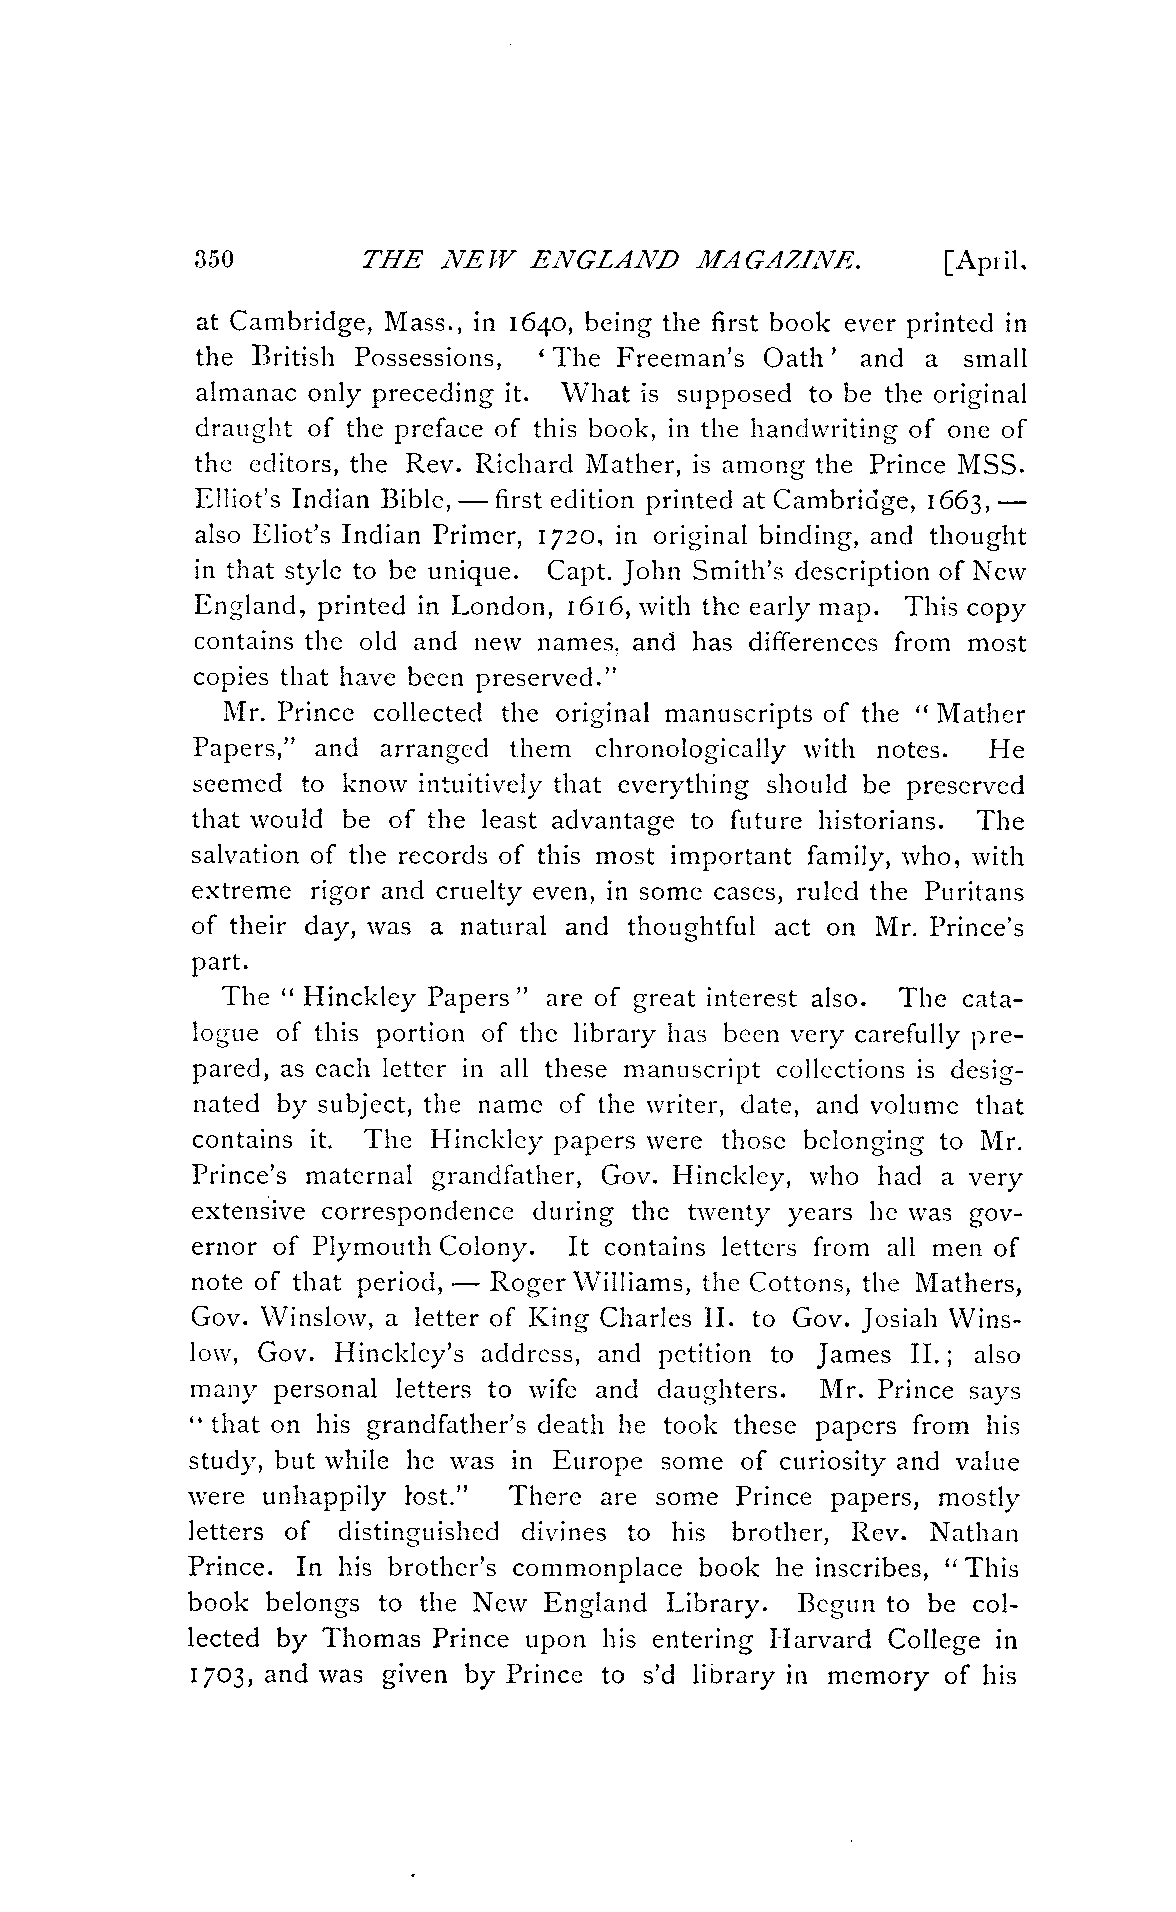 350 THE NEW ENGLAND MAGAZINE. [April,
at Cambridge, Mass., in 1640, being the first book ever printed in
the British Possessions, ‘The Freeman's Oath’ and a small
almanac only preceding it. What is supposed to be the original
draught of the preface of this book, in the handwriting of one of
the editors, the Rev. Richard Mather, is among the Prince MSS.
Elliot's Indian Bible, — first edition printed at Cambridge, 1663, —
also Eliot's Indian Primer, 1720, in original binding, and thought
in that style to be unique. Capt. John Smith's description of New
England, printed in London, 1616, with the early map. This copy
contains the old and new names, and has differences from most
copies that have been preserved."
Mr. Prince collected the original manuscripts of the "Mather
Papers," and arranged them chronologically with notes. He
seemed to know intuitively that everything should be preserved
that would be of the least advantage to future historians. The
salvation of the records of this most important family, who, with
extreme rigor and cruelty even, in some cases, ruled the Puritans
of their day, was a natural and thoughtful act on Mr. Prince's
part.
The "Hinckley Papers" are of great interest also. The cata-
logue of this portion of the library has been very carefully pre-
pared, as each letter in all these manuscript collections is desig-
nated by subject, the name of the writer, date, and volume that
contains it. The Hinckley papers were those belonging to Mr.
Prince's maternal grandfather, Gov. Hinckley, who had a very
extensive correspondence during the twenty years he was gov-
ernor of Plymouth Colony. It contains letters from all men of
note of that period, — Roger Williams, the Cottons, the Mathers,
Gov. Winslow, a letter of King Charles II. to Gov. Josiah Wins-
low, Gov. Hinckley's address, and petition to James II.; also
many personal letters to wife and daughters. Mr. Prince says
"that on his grandfather's death he took these papers from his
study, but while he was in Europe some of curiosity and value
were unhappily lost." There are some Prince papers, mostly
letters of distinguished divines to his brother, Rev. Nathan
Prince. In his brother's commonplace book he inscribes, "This
book belongs to the New England Library. Begun to be col-
lected by Thomas Prince upon his entering Harvard College in
1703, and was given by Prince to s'd library in memory of his